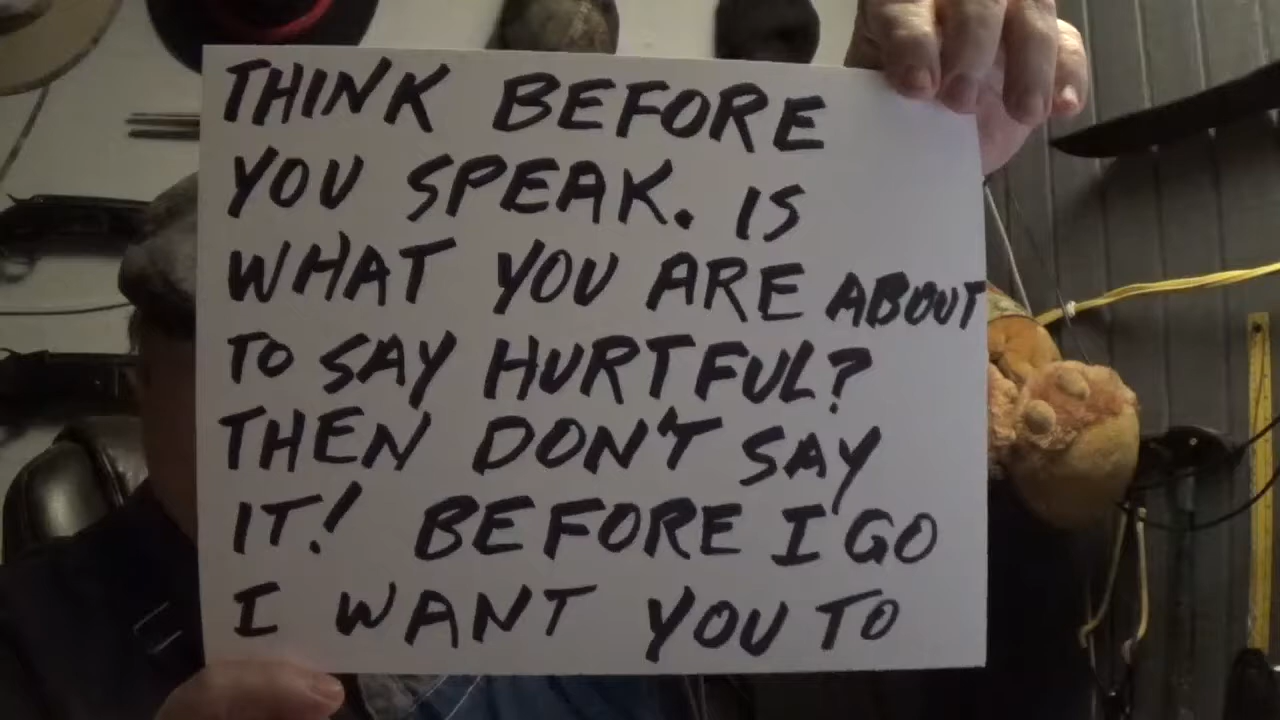 THINK BEFORE
YOU SPEAK. IS
WHAT YOU ARE ABOUT
TO SAY HURTFUL?
THEN DON'T SAY
IT! BEFORE I GO
I WANT YOU TO